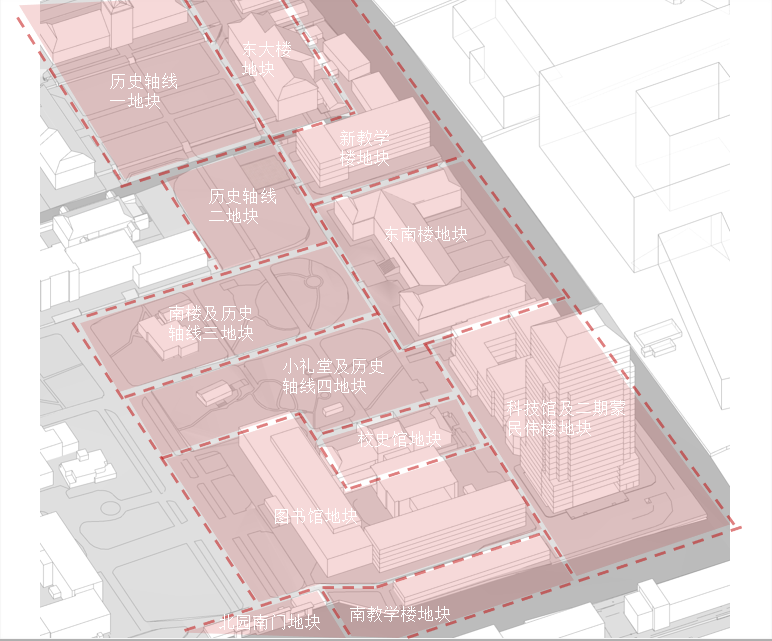 东大楼
地块
历史轴线
一地块
新教学
楼地块
历史轴线
二地块
东南楼地块
南楼及历史
轴线三地块
小礼堂及历史
轴线四地块
科技馆及二期蒙
民伟楼地块
校史馆地块
图书馆地块
南教学楼地块
北园南门地块